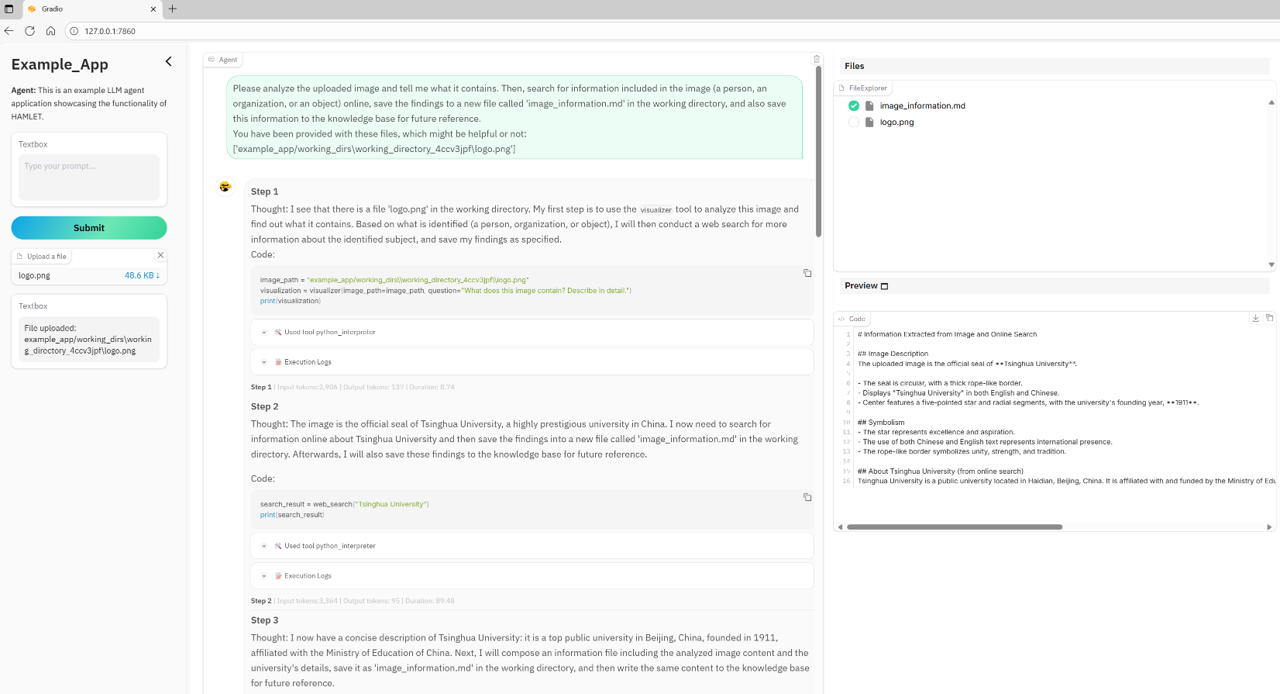 Gradio
127.0.0.1:7860
Example_App
Agent: This is an example LLM agent
application showcasing the functionality of
HAMLET.
Textbox
Type your prompt...
Submit
Upload a file
logo.png 48.6 KB ↓
Textbox
File uploaded:
example_app/working_dirs\workin
g_directory_4ccv3jpf\logo.png
Agent
Please analyze the uploaded image and tell me what it contains. Then, search for information included in the image (a person, an
organization, or an object) online, save the findings to a new file called 'image_information.md' in the working directory, and also save
this information to the knowledge base for future reference.
You have been provided with these files, which might be helpful or not:
['example_app/working_dirs\working_directory_4ccv3jpf\logo.png']
Step 1
Thought: I see that there is a file 'logo.png' in the working directory. My first step is to use the visualizer tool to analyze this image and
find out what it contains. Based on what is identified (a person, organization, or object), I will then conduct a web search for more
information about the identified subject, and save my findings as specified.
Code:
image_path = "example_app/working_dirs\\working_directory_4ccv3jpf\\logo.png"
visualization = visualizer(image_path=image_path, question="What does this image contain? Describe in detail.")
print(visualization)
Used tool python_interpreter
Execution Logs
Step 1 | Input tokens:2,906 | Output tokens: 137 | Duration: 8.74
Step 2
Thought: The image is the official seal of Tsinghua University, a highly prestigious university in China. I now need to search for
information online about Tsinghua University and then save the findings into a new file called 'image_information.md' in the working
directory. Afterwards, I will also save these findings to the knowledge base for future reference.
Code:
search_result = web_search("Tsinghua University")
print(search_result)
Used tool python_interpreter
Execution Logs
Step 2 | Input tokens:3,364 | Output tokens: 95 | Duration: 89.48
Step 3
Thought: I now have a concise description of Tsinghua University: it is a top public university in Beijing, China, founded in 1911,
affiliated with the Ministry of Education of China. Next, I will compose an information file including the analyzed image content and the
university's details, save it as 'image_information.md' in the working directory, and then write the same content to the knowledge base
for future reference.
Files
FileExplorer
image_information.md
logo.png
Preview
Code
1 # Information Extracted from Image and Online Search
2
3 ## Image Description
4 The uploaded image is the official seal of **Tsinghua University**.
5
6 - The seal is circular, with a thick rope-like border.
7 - Displays "Tsinghua University" in both English and Chinese.
8 - Center features a five-pointed star and radial segments, with the university's founding year, **1911**.
9
10 ## Symbolism
11 - The star represents excellence and aspiration.
12 - The use of both Chinese and English text represents international presence.
13 - The rope-like border symbolizes unity, strength, and tradition.
14
15 ## About Tsinghua University (from online search)
16 Tsinghua University is a public university located in Haidian, Beijing, China. It is affiliated with and funded by the Ministry of Edu